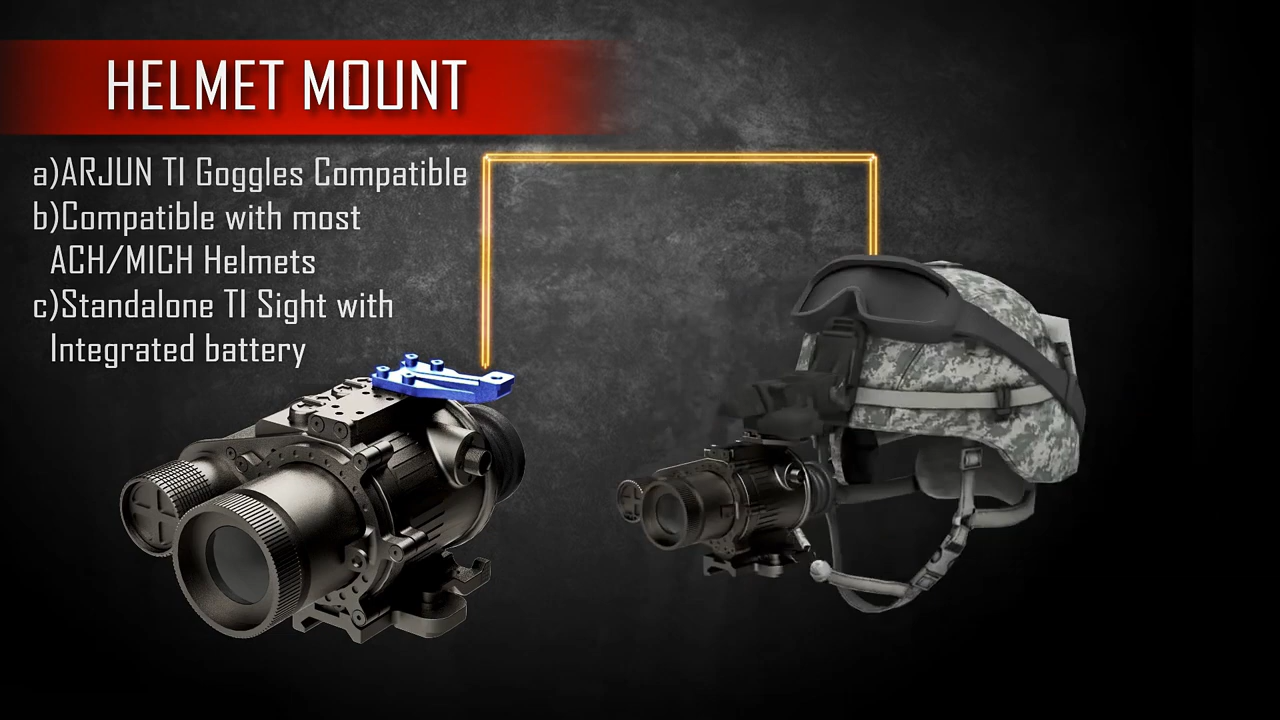 HELMET MOUNT
a)ARJUN TI Goggles Compatible
b)Compatible with most
ACH/MICH Helmets
c)Standalone TI Sight with
Integrated battery